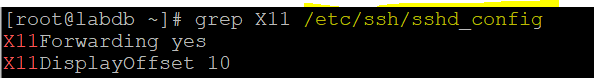 [root@labdb ~]# grep X11 /etc/ssh/sshd_config
X11Forwarding yes
X11DisplayOffset 10